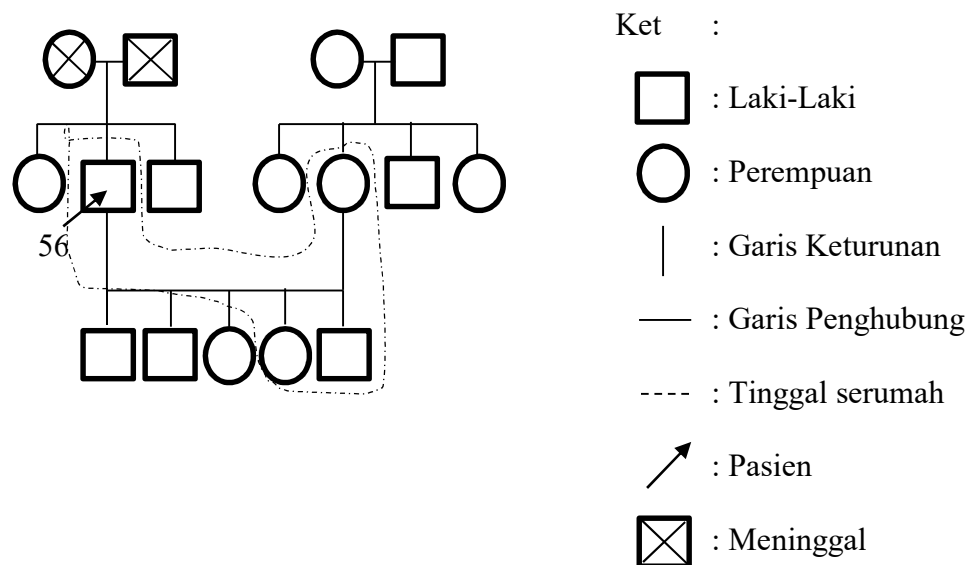 Ket :
: Laki-Laki
: Perempuan
56
: Garis Keturunan
: Garis Penghubung
: Tinggal serumah
: Pasien
: Meninggal